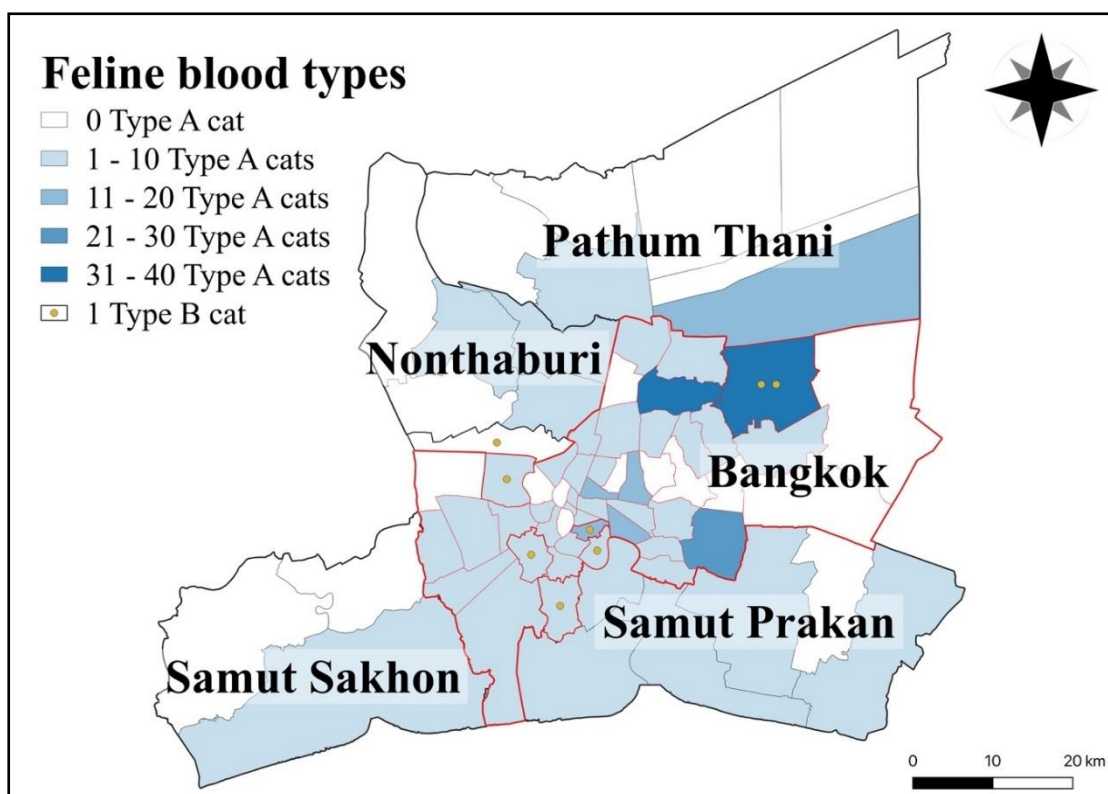 Feline blood types
0 Type A cat
1 - 10 Type A cats
11 - 20 Type A cats
21 - 30 Type A cats
31 - 40 Type A cats
1 Type B cat
Pathum Thani
Nonthaburi
Bangkok
Samut Prakan
Samut Sakhon
0 10 20 km